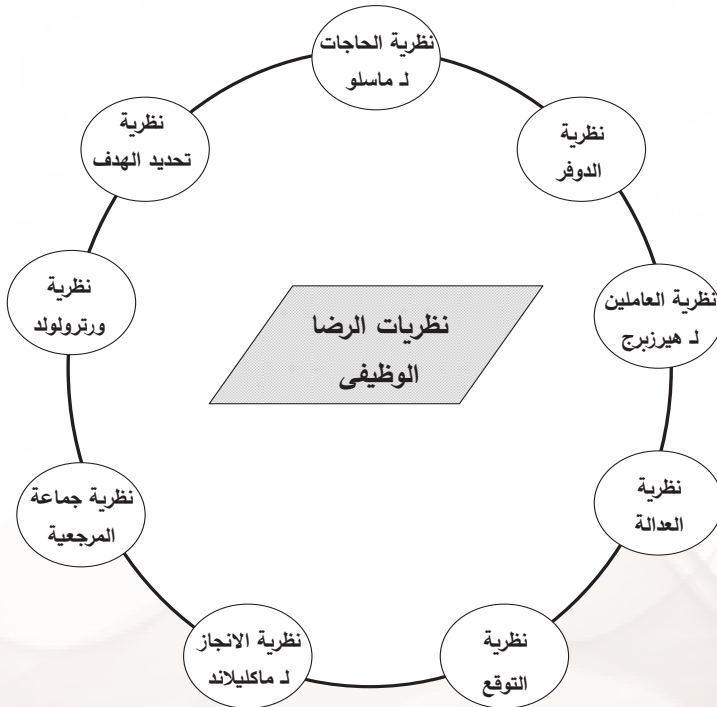 نظريات الرضا
الوظيفى
نظرية الحاجات
لـ ماسلو
نظرية
الدوفر
نظرية العاملين
لـ هيرزبرج
نظرية
العدالة
نظرية
التوقع
نظرية الانجاز
لـ ماكليلاند
نظرية جماعة
المرجعية
نظرية
ورترولولد
نظرية
تحديد الهدف